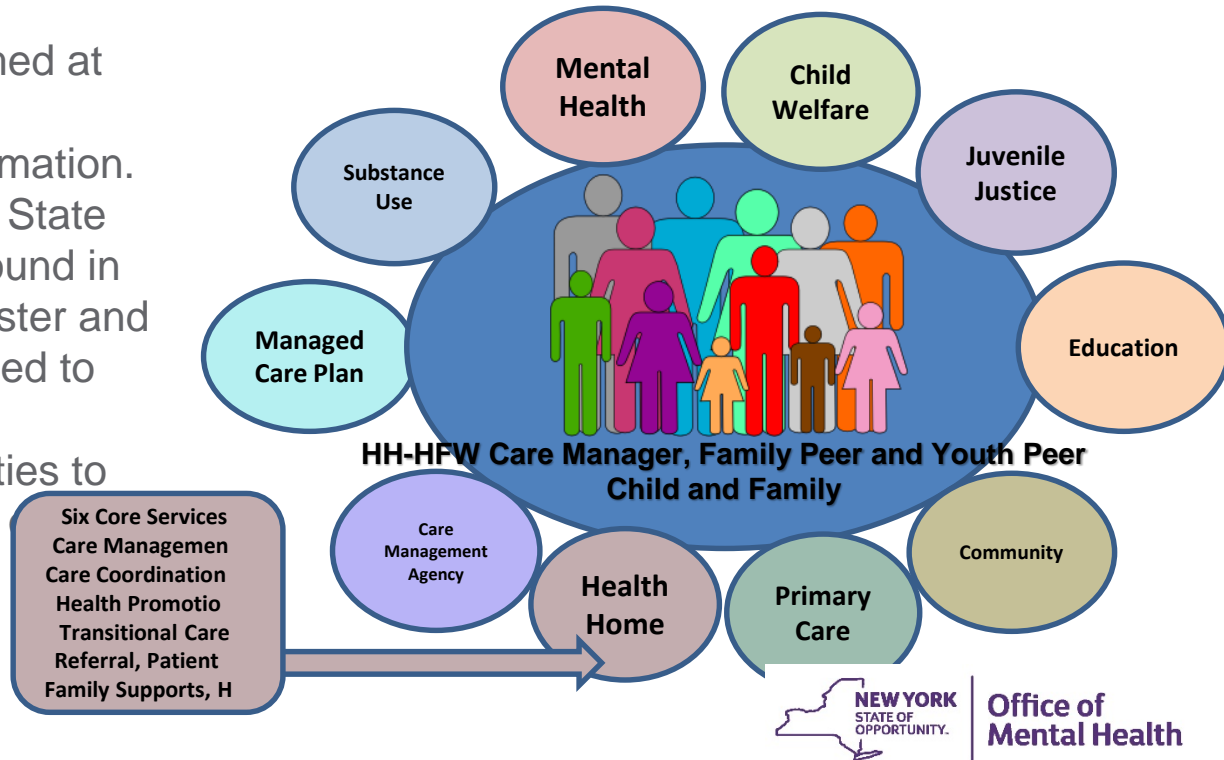 ned at
rmation.
State
ound in
ster and
ed to
ties to
Mental
Health
Child
Welfare
Substance
Use
Juvenile
Justice
Managed
Care Plan
Education
HH-HFW Care Manager, Family Peer and Youth Peer
Child and Family
Care
Management
Agency
Health
Home
Primary
Care
Community
Six Core Services
Care Managemen
Care Coordination
Health Promotio
Transitional Care
Referral, Patient
Family Supports, H
NEW YORK
STATE OF
OPPORTUNITY.
Office of
Mental Health